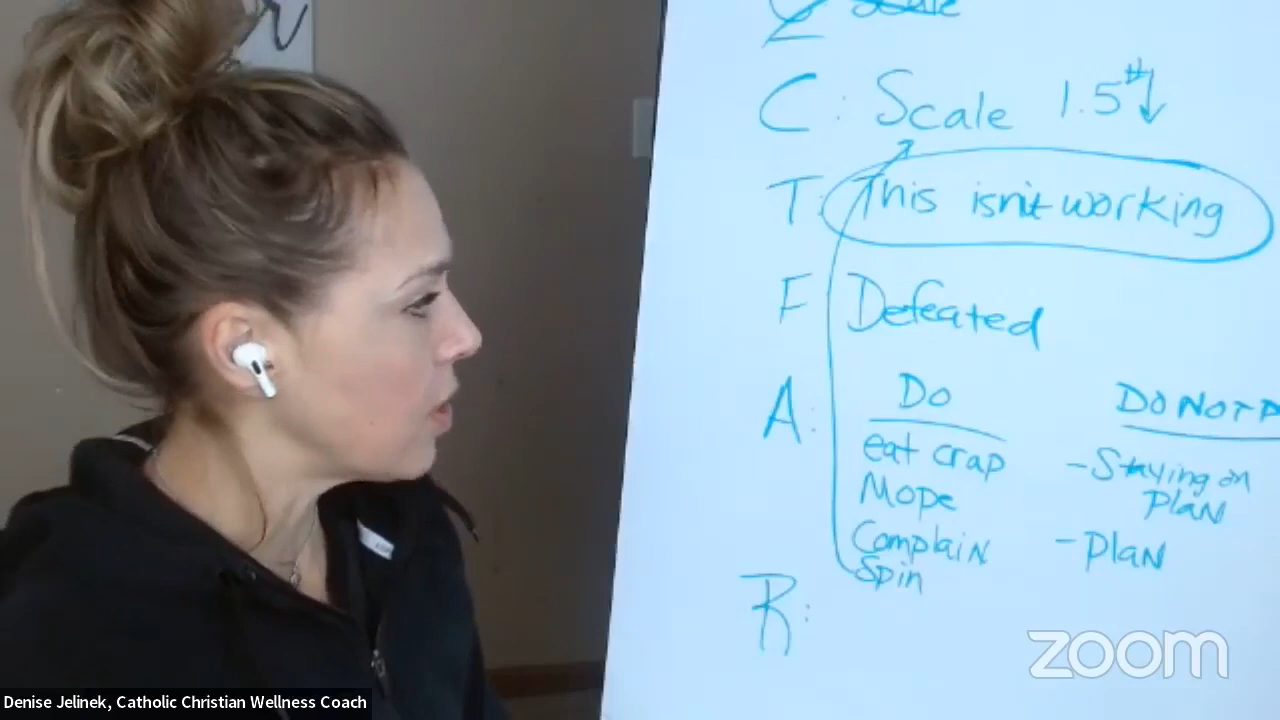 Scale
C: Scale 1.5# ↓
T: This isn't working
F Defeated
A: Do Do NOT
eat crap - Staying on
Mope Plan
Complain - Plan
Spin
R:
zoom
Denise Jelinek, Catholic Christian Wellness Coach